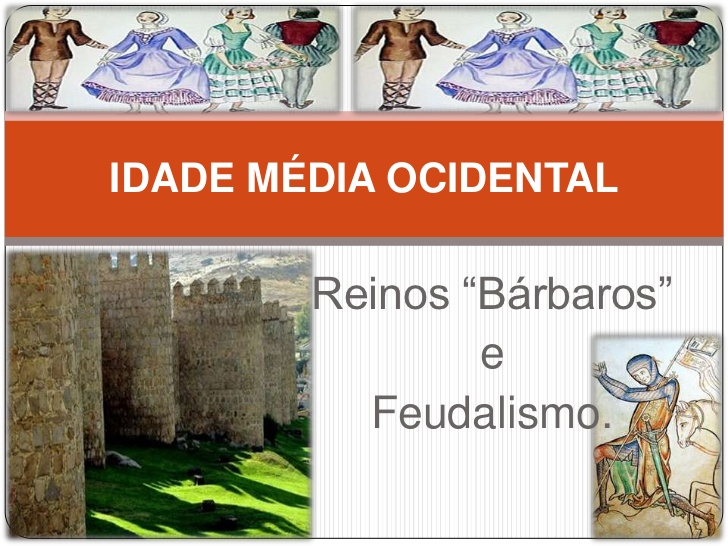 IDADE MÉDIA OCIDENTAL
Reinos “Bárbaros”
e
Feudalismo.